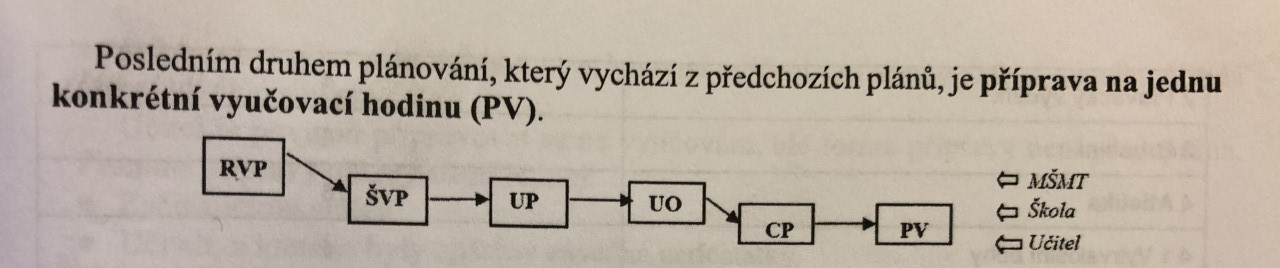 Posledním druhem plánování, který vychází z předchozích plánů, je příprava na jednu
konkrétní vyučovací hodinu (PV).
RVP
ŠVP
UP
UO
CP
PV
⇦ MŠMT
⇦ Škola
⇦ Učitel